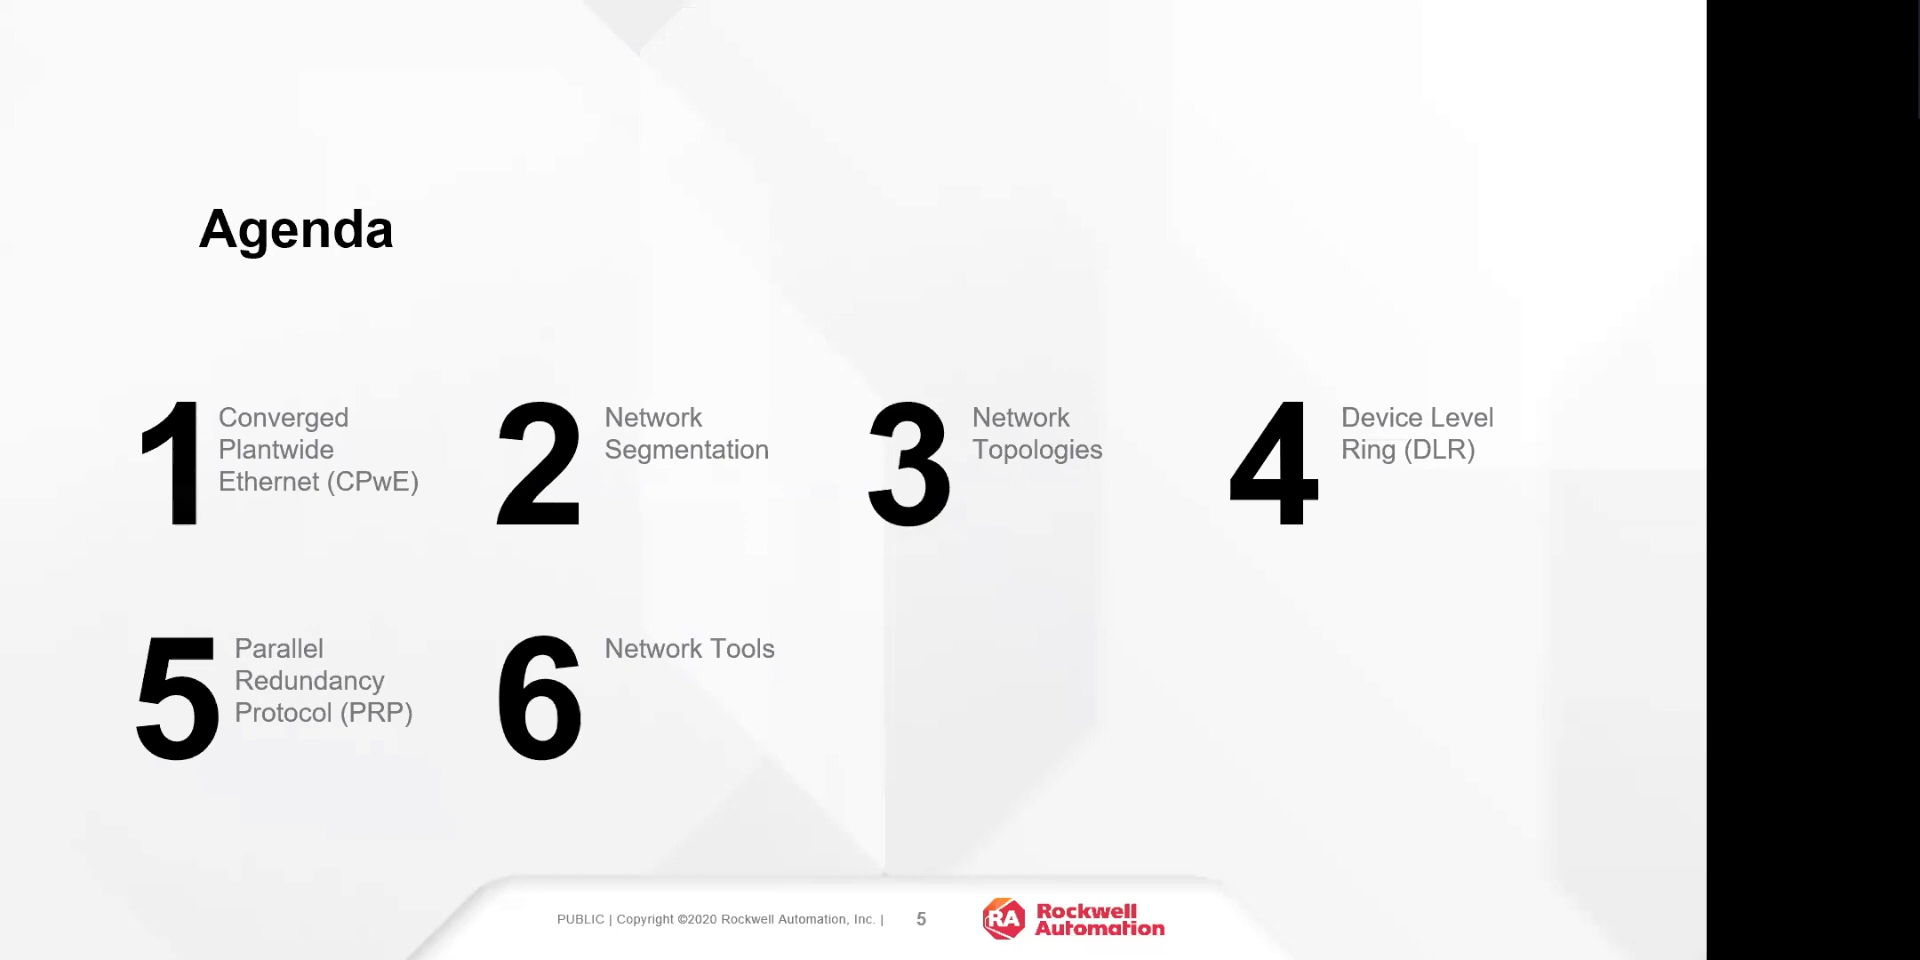 Agenda
1
Converged
Plantwide
Ethernet (CPwE)
2
Network
Segmentation
3
Network
Topologies
4
Device Level
Ring (DLR)
5
Parallel
Redundancy
Protocol (PRP)
6
Network Tools
PUBLIC | Copyright ©2020 Rockwell Automation, Inc. |
5
RA
Rockwell
Automation